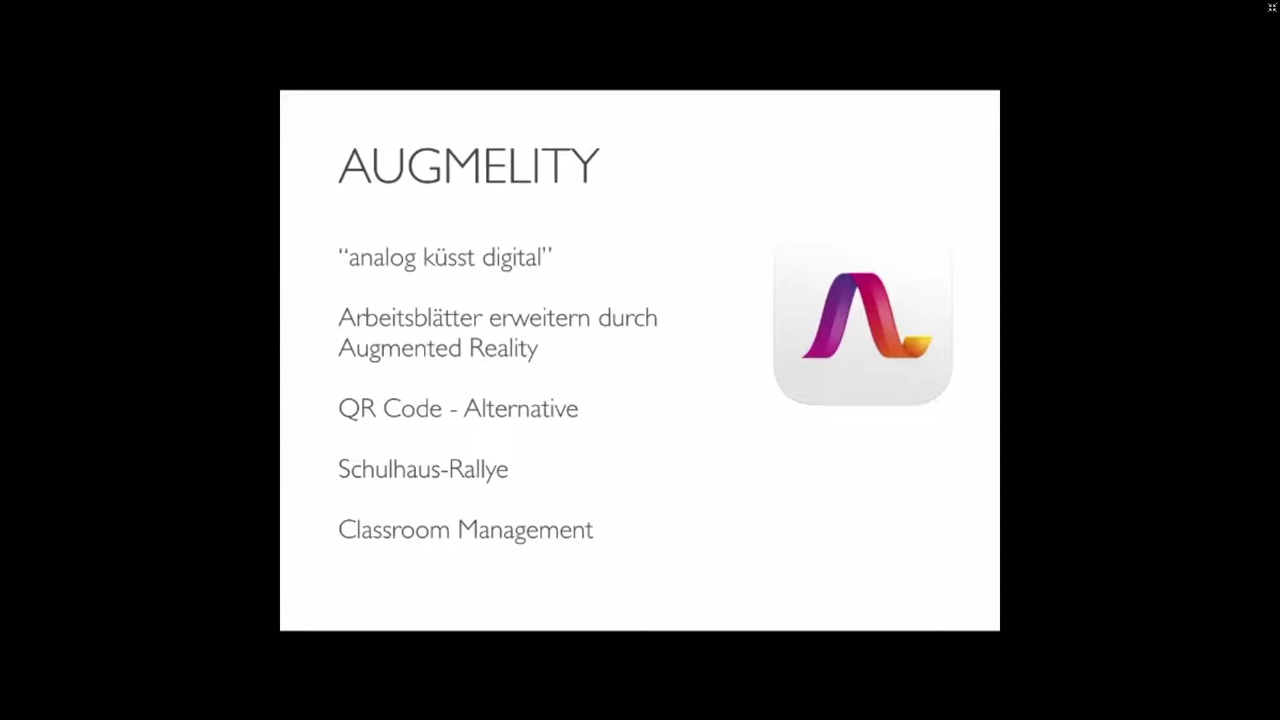 AUGMELITY
“analog küsst digital”
Arbeitsblätter erweitern durch
Augmented Reality
QR Code - Alternative
Schulhaus-Rallye
Classroom Management